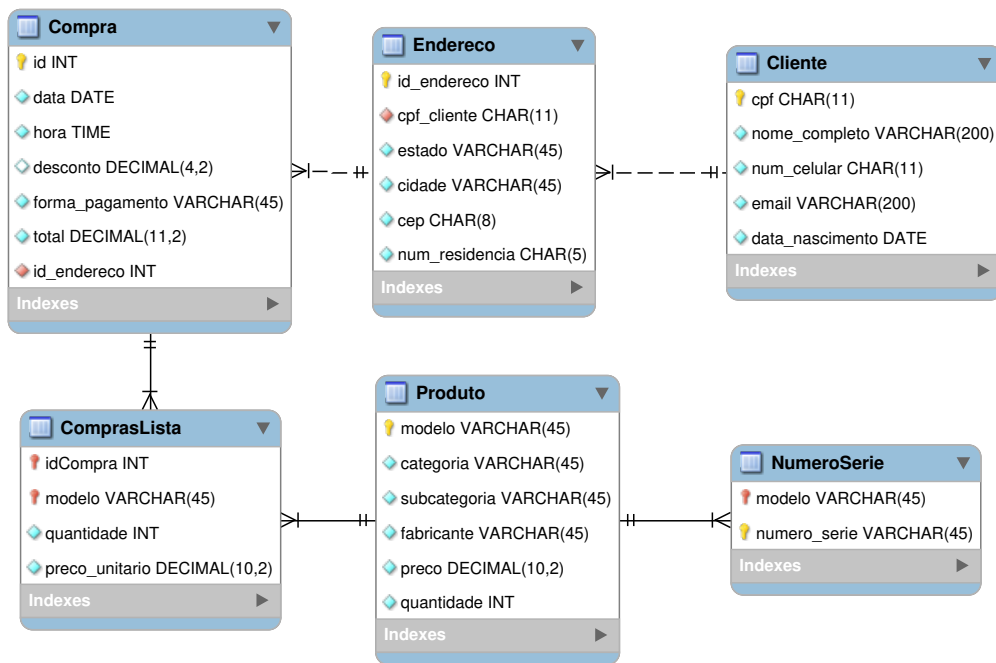 Compra
id INT
data DATE
hora TIME
desconto DECIMAL(4,2)
forma_pagamento VARCHAR(45)
total DECIMAL(11,2)
id_endereco INT
Indexes
Endereco
id_endereco INT
cpf_cliente CHAR(11)
estado VARCHAR(45)
cidade VARCHAR(45)
cep CHAR(8)
num_residencia CHAR(5)
Indexes
Cliente
cpf CHAR(11)
nome_completo VARCHAR(200)
num_celular CHAR(11)
email VARCHAR(200)
data_nascimento DATE
Indexes
ComprasLista
idCompra INT
modelo VARCHAR(45)
quantidade INT
preco_unitario DECIMAL(10,2)
Indexes
Produto
modelo VARCHAR(45)
categoria VARCHAR(45)
subcategoria VARCHAR(45)
fabricante VARCHAR(45)
preco DECIMAL(10,2)
quantidade INT
Indexes
NumeroSerie
modelo VARCHAR(45)
numero_serie VARCHAR(45)
Indexes